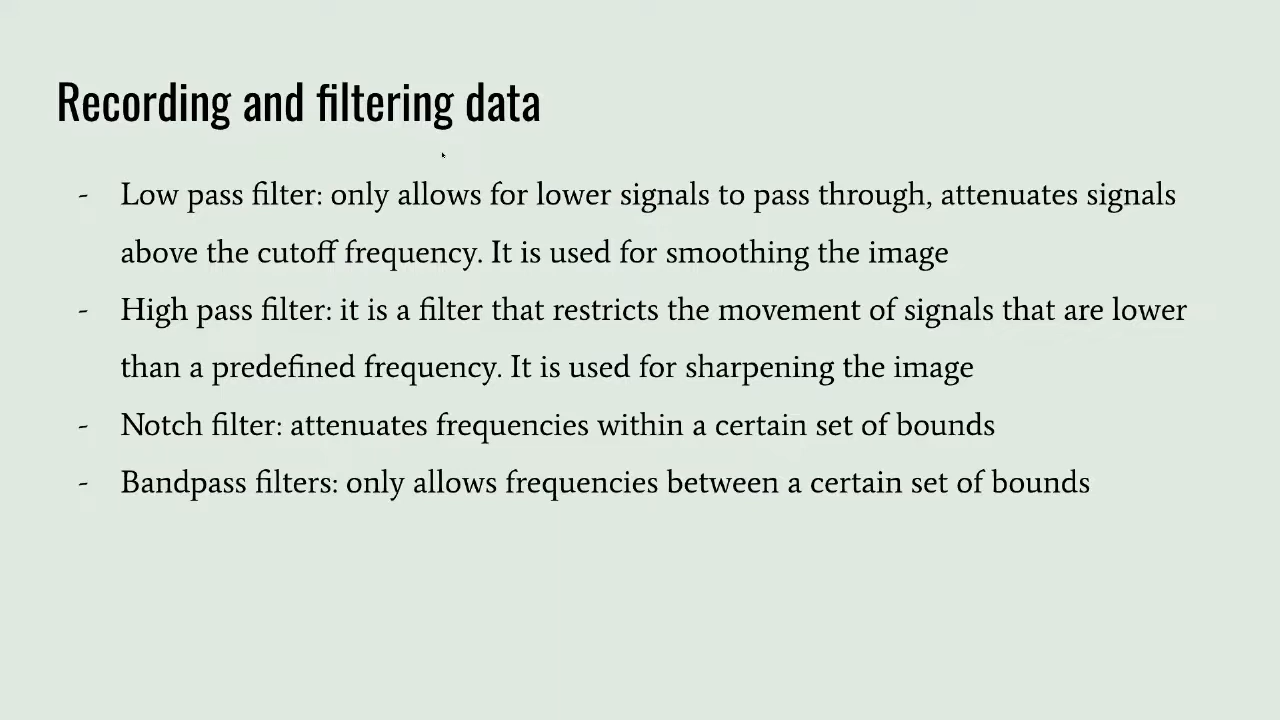 Recording and filtering data
- Low pass filter: only allows for lower signals to pass through, attenuates signals
above the cutoff frequency. It is used for smoothing the image
- High pass filter: it is a filter that restricts the movement of signals that are lower
than a predefined frequency. It is used for sharpening the image
- Notch filter: attenuates frequencies within a certain set of bounds
- Bandpass filters: only allows frequencies between a certain set of bounds